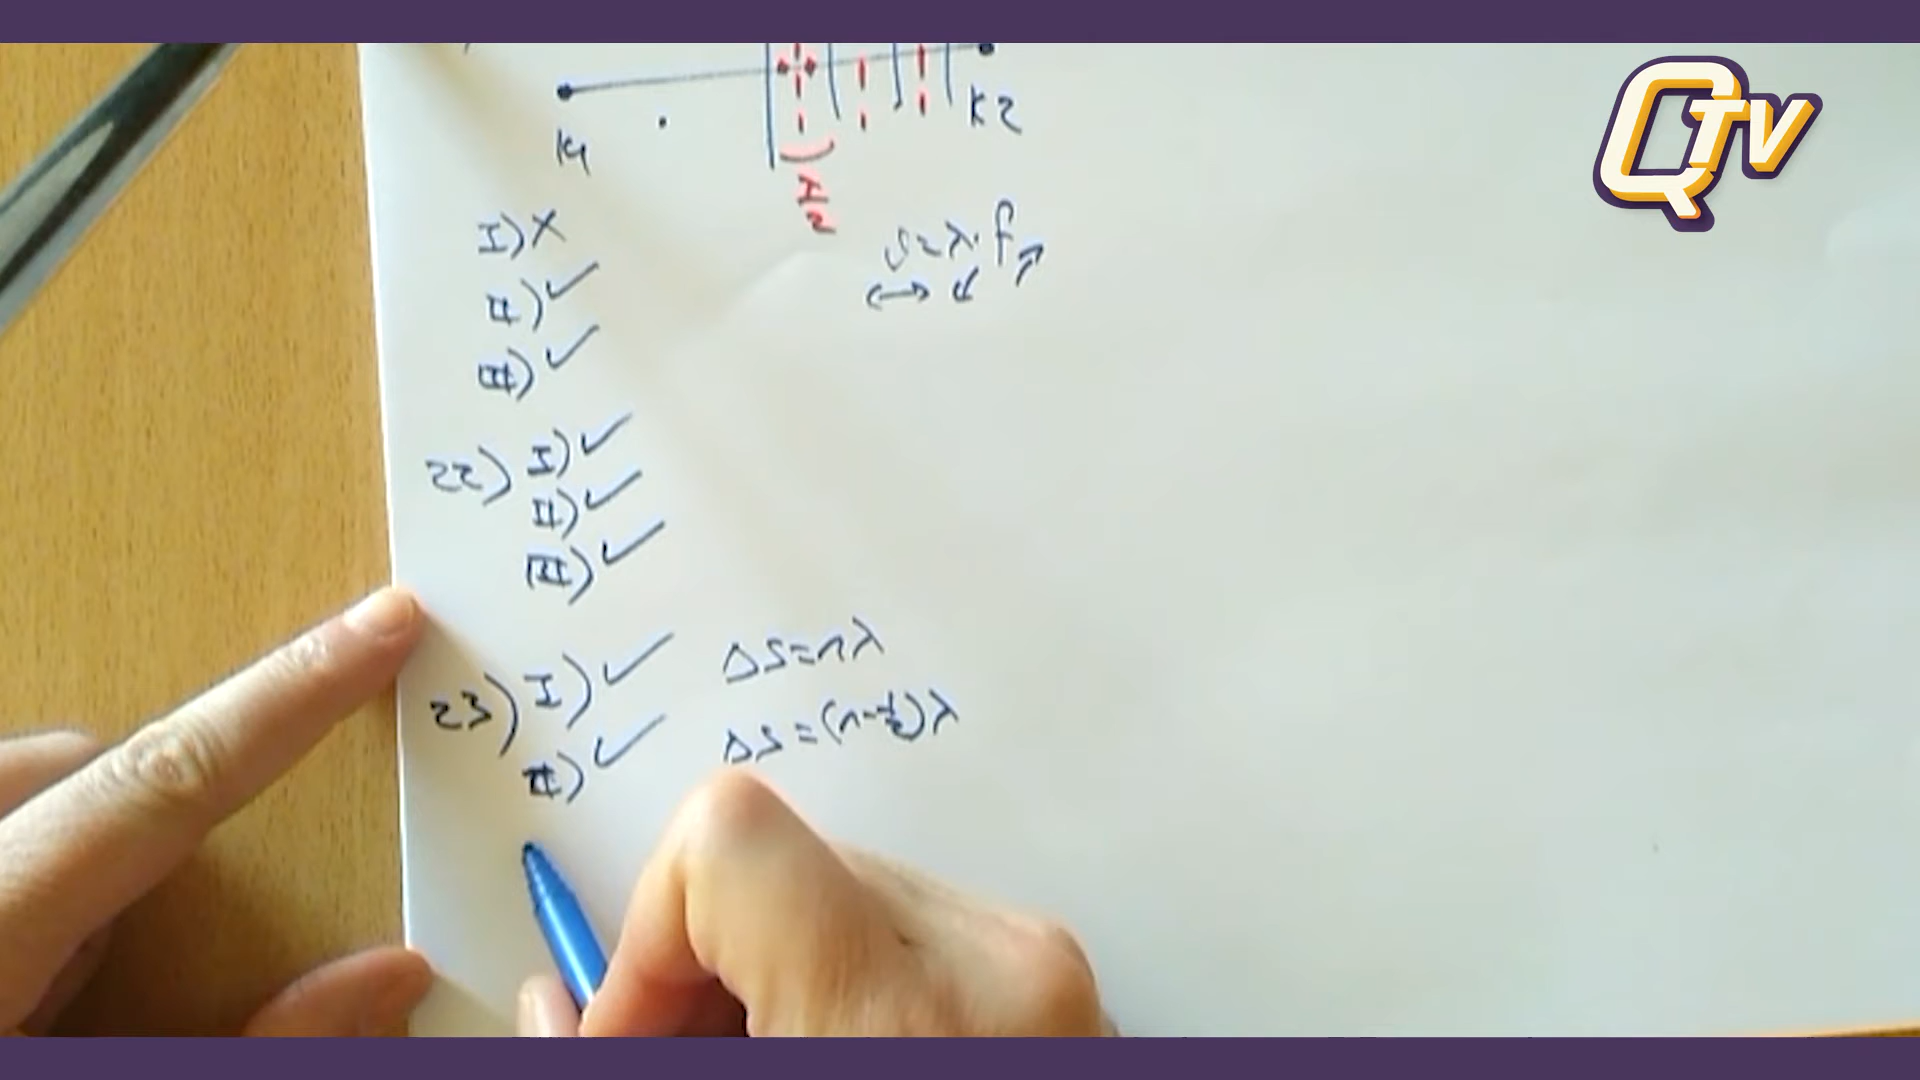 QTV
K1
K2
λ/2
I) X
υ = λ . f
II) ✓
III) ✓
22) I) ✓
II) ✓
III) ✓
23) I) ✓ ΔS = nλ
II) ✓ ΔS = (n-1/2)λ